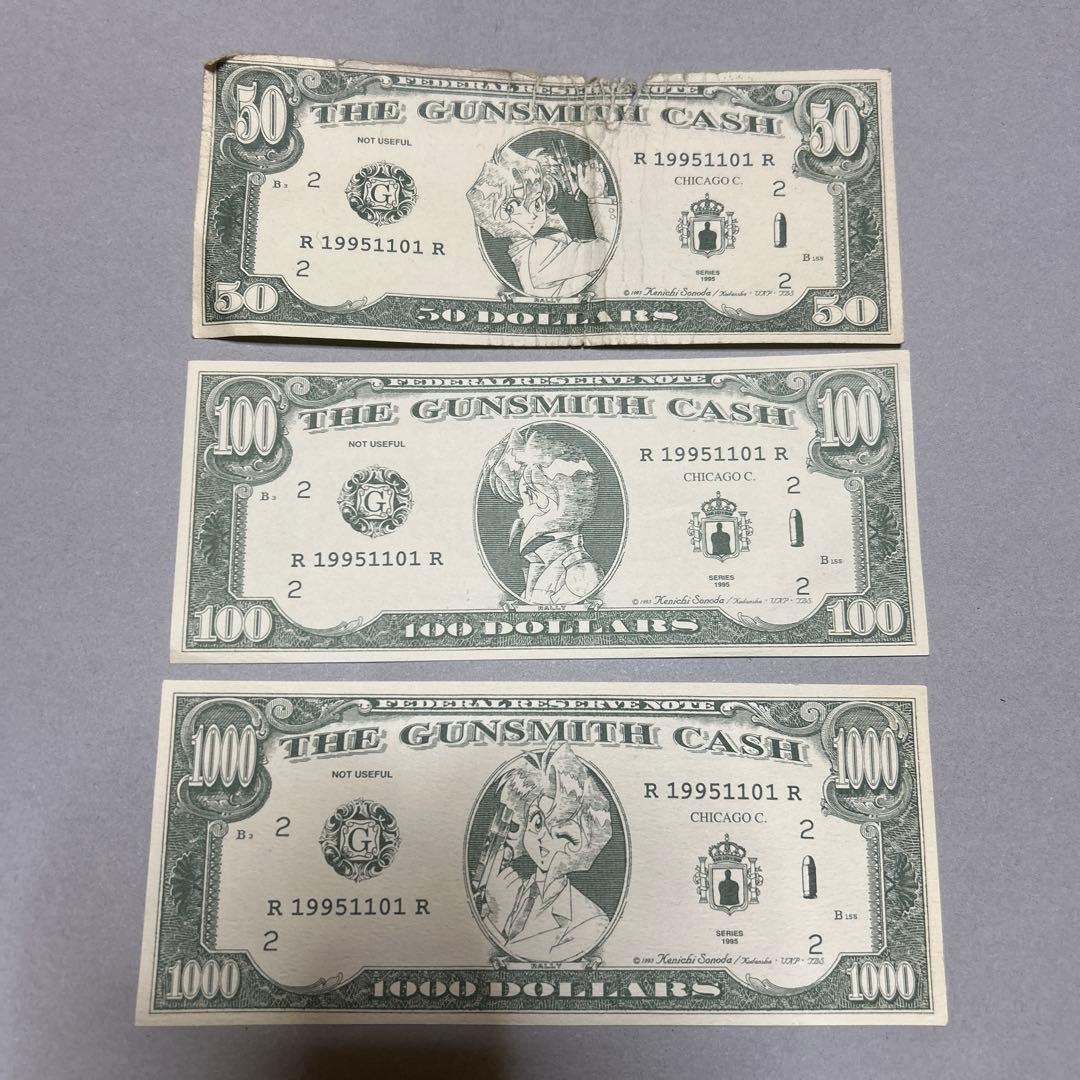 FEDERAL RESERVE NOTE
50 THE GUNSMITH CASH 50
NOT USEFUL
R 19951101 R
CHICAGO C.
B3 2 G 2
R 19951101 R
B 155
2 SERIES 1995 2
© 1995 Kenichi Sonoda / Kodansha · VAP · TBS
50 RALLY 50
50 DOLLARS
FEDERAL RESERVE NOTE
100 THE GUNSMITH CASH 100
NOT USEFUL
R 19951101 R
CHICAGO C.
B3 2 G 2
R 19951101 R
B 155
2 SERIES 1995 2
© 1995 Kenichi Sonoda / Kodansha · VAP · TBS
100 RALLY 100
100 DOLLARS
FEDERAL RESERVE NOTE
1000 THE GUNSMITH CASH 1000
NOT USEFUL
R 19951101 R
CHICAGO C.
B3 2 G 2
R 19951101 R
B 155
2 SERIES 1995 2
© 1995 Kenichi Sonoda / Kodansha · VAP · TBS
1000 RALLY 1000
1000 DOLLARS